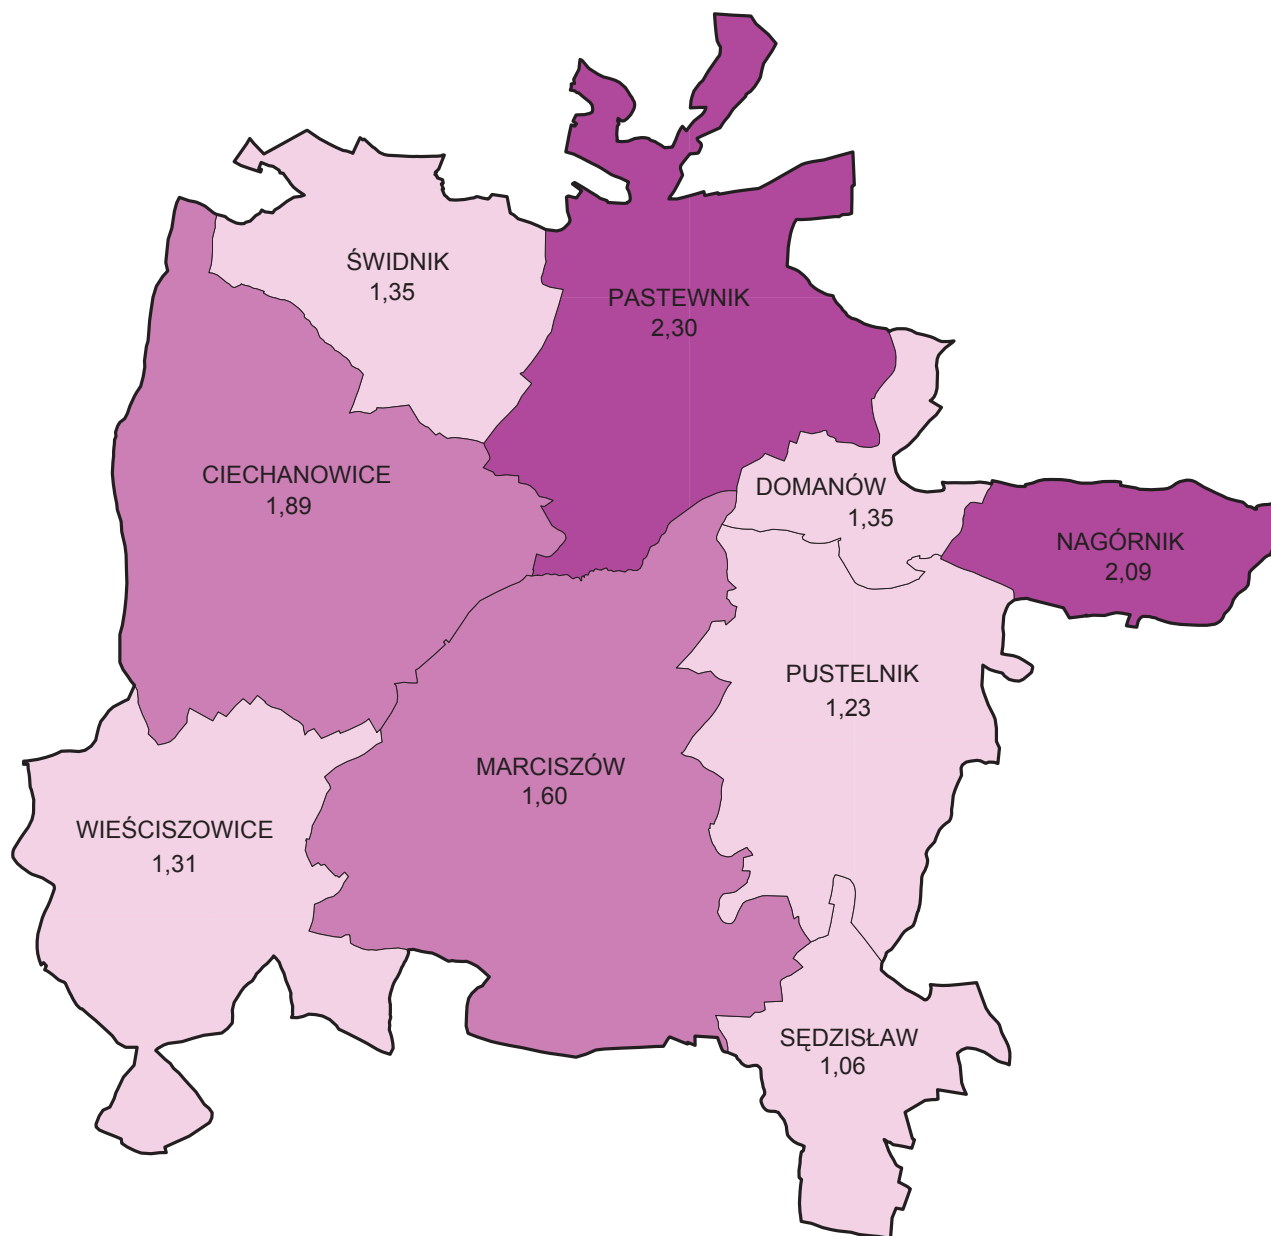 ŚWIDNIK
1,35
PASTEWNIK
2,30
CIECHANOWICE
1,89
DOMANÓW
1,35
NAGÓRNIK
2,09
PUSTELNIK
1,23
MARCISZÓW
1,60
WIEŚCISZOWICE
1,31
SĘDZISŁAW
1,06